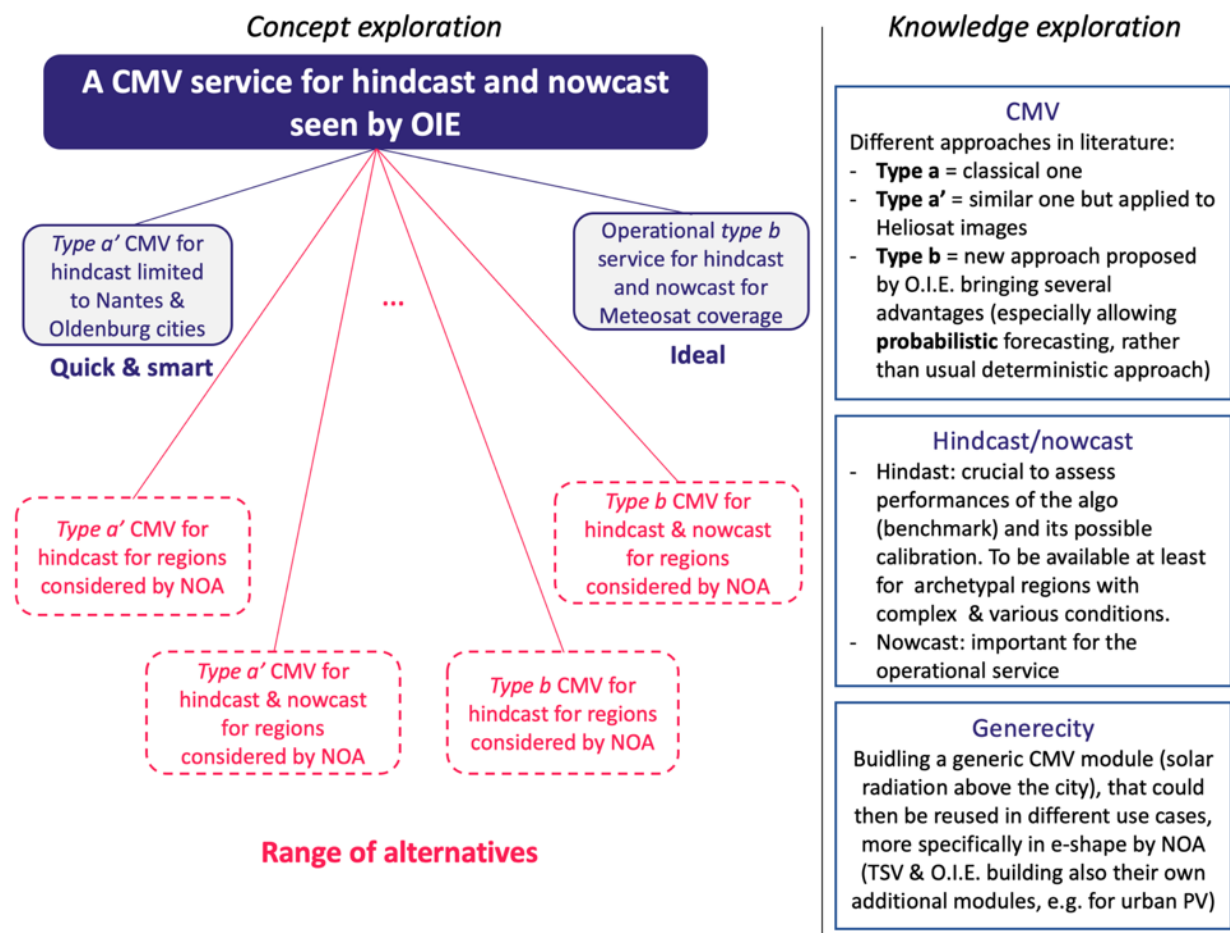 Concept exploration
A CMV service for hindcast and nowcast
seen by OIE
Type a’ CMV for
hindcast limited
to Nantes &
Oldenburg cities
Quick & smart
...
Operational type b
service for hindcast
and nowcast for
Meteosat coverage
Ideal
Type a’ CMV for
hindcast for regions
considered by NOA
Type a’ CMV for
hindcast & nowcast
for regions
considered by NOA
Type b CMV for
hindcast for regions
considered by NOA
Type b CMV for
hindcast & nowcast
for regions
considered by NOA
Range of alternatives
Knowledge exploration
CMV
Different approaches in literature:
- Type a = classical one
- Type a’ = similar one but applied to
Heliosat images
- Type b = new approach proposed
by O.I.E. bringing several
advantages (especially allowing
probabilistic forecasting, rather
than usual deterministic approach)
Hindcast/nowcast
- Hindast: crucial to assess
performances of the algo
(benchmark) and its possible
calibration. To be available at least
for archetypal regions with
complex & various conditions.
- Nowcast: important for the
operational service
Generecity
Buidling a generic CMV module (solar
radiation above the city), that could
then be reused in different use cases,
more specifically in e-shape by NOA
(TSV & O.I.E. building also their own
additional modules, e.g. for urban PV)